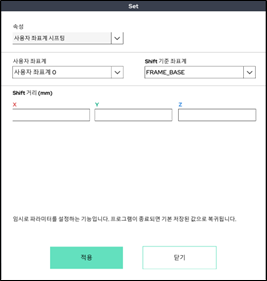 Set
속성
사용자 좌표계 시프팅
사용자 좌표계 Shift 기준 좌표계
사용자 좌표계 0 FRAME_BASE
Shift 거리 (mm)
X Y Z
임시로 파라미터를 설정하는 기능입니다. 프로그램이 종료되면 기본 저장된 값으로 복귀됩니다.
적용 닫기